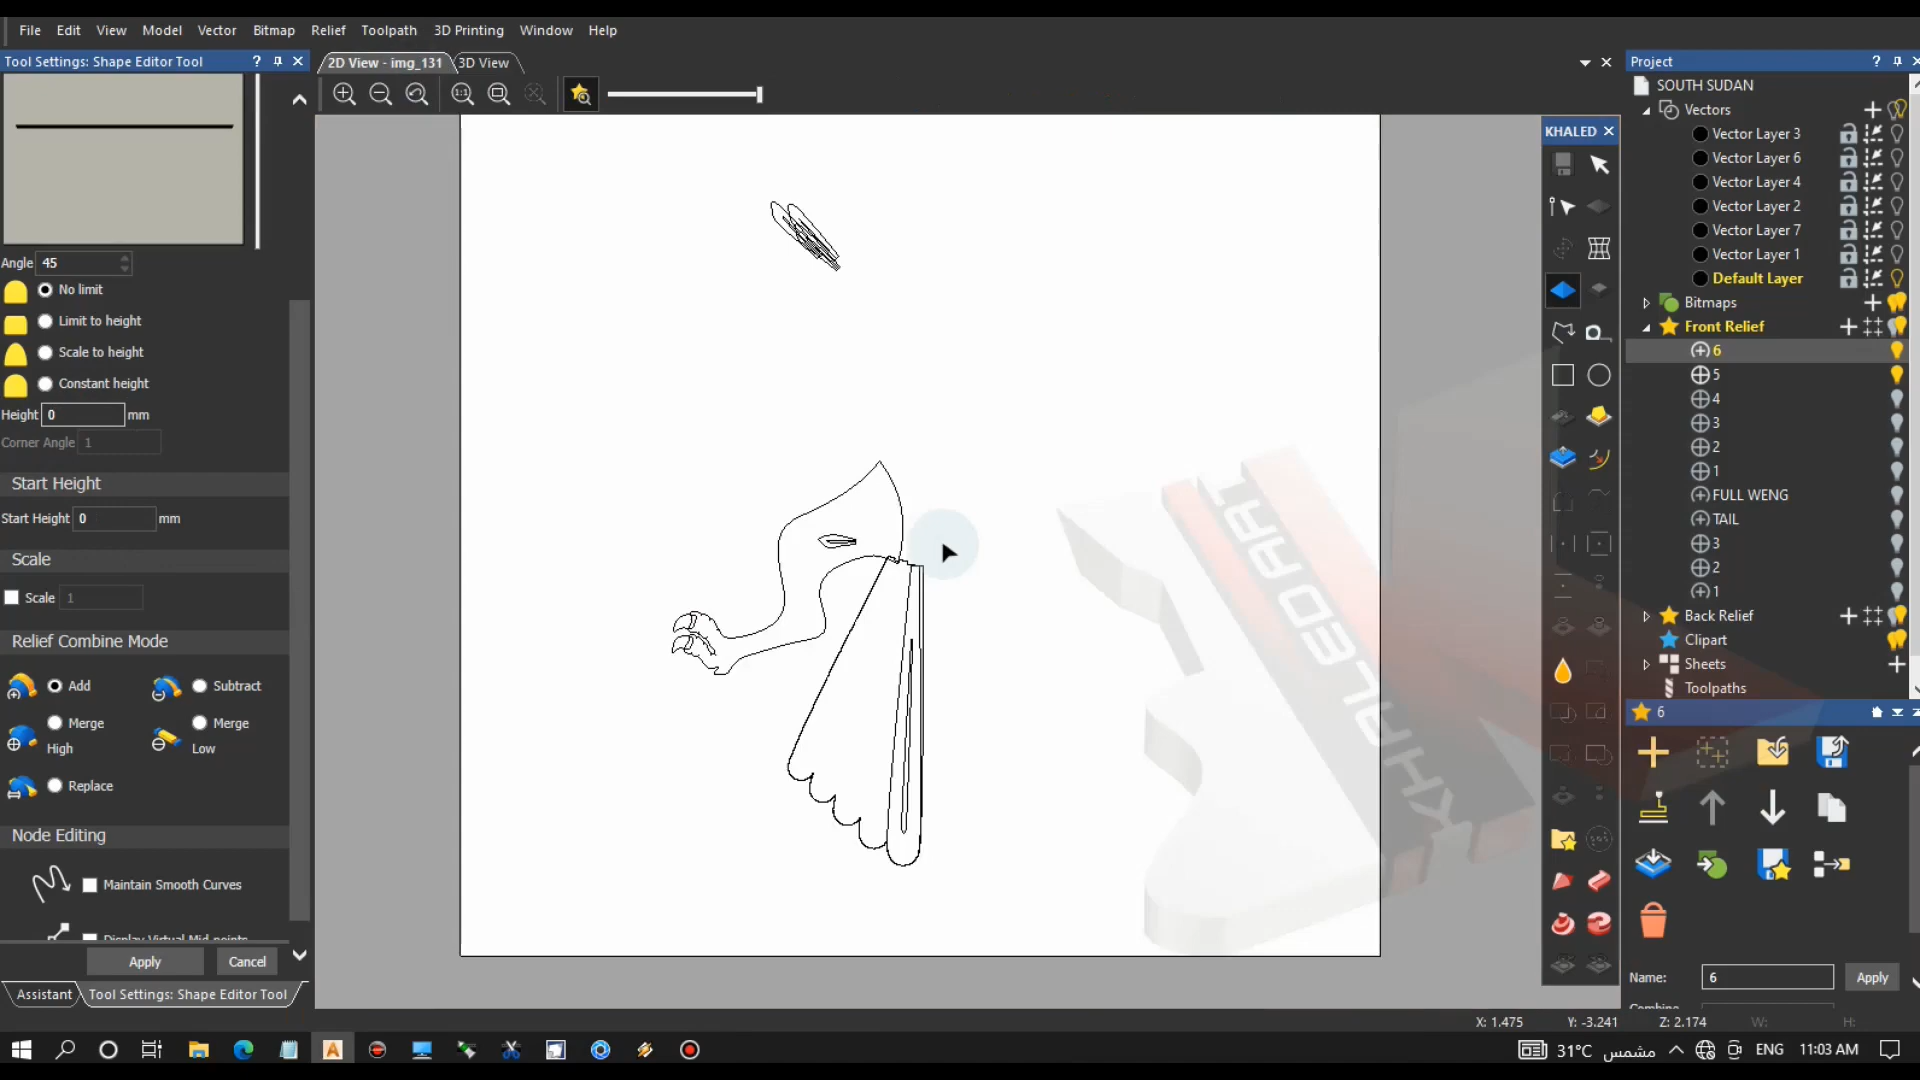 File Edit View Model Vector Bitmap Relief Toolpath 3D Printing Window Help
Tool Settings: Shape Editor Tool ?
2D View - img_131 3D View
1:1
Angle 45
No limit
Limit to height
Scale to height
Constant height
Height 0 mm
Corner Angle 1
Start Height
Start Height 0 mm
Scale
Scale 1
Relief Combine Mode
Add Subtract
Merge High Merge Low
Replace
Node Editing
Maintain Smooth Curves
Display Virtual Mid-points
Apply Cancel
Assistant Tool Settings: Shape Editor Tool
KHALED
KHALEDART
Project ?
SOUTH SUDAN
Vectors
Vector Layer 3
Vector Layer 6
Vector Layer 4
Vector Layer 2
Vector Layer 7
Vector Layer 1
Default Layer
Bitmaps
Front Relief
6
5
4
3
2
1
FULL WENG
TAIL
3
2
1
Back Relief
Clipart
Sheets
Toolpaths
6
Name: 6 Apply
X: 1.475 Y: -3.241 Z: 2.174 W: H:
31°C مشمس ENG 11:03 AM